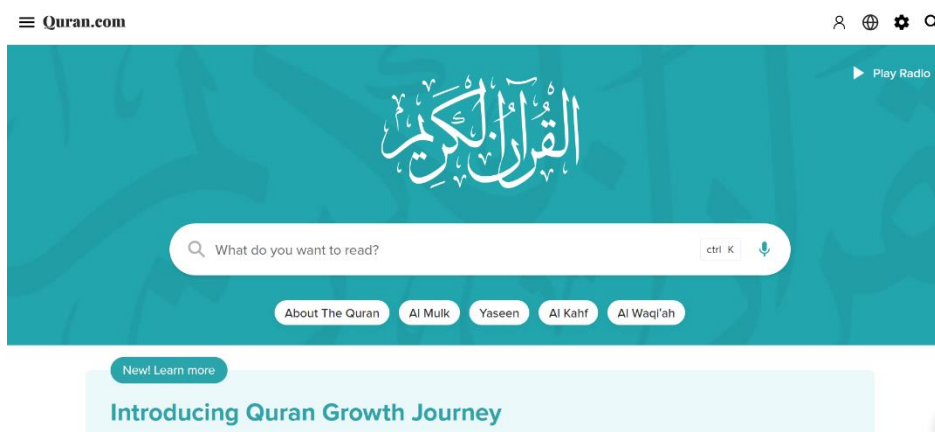 Quran.com
Play Radio
القرآن الكريم
What do you want to read?
ctrl K
About The Quran Al Mulk Yaseen Al Kahf Al Waqi'ah
New! Learn more
Introducing Quran Growth Journey